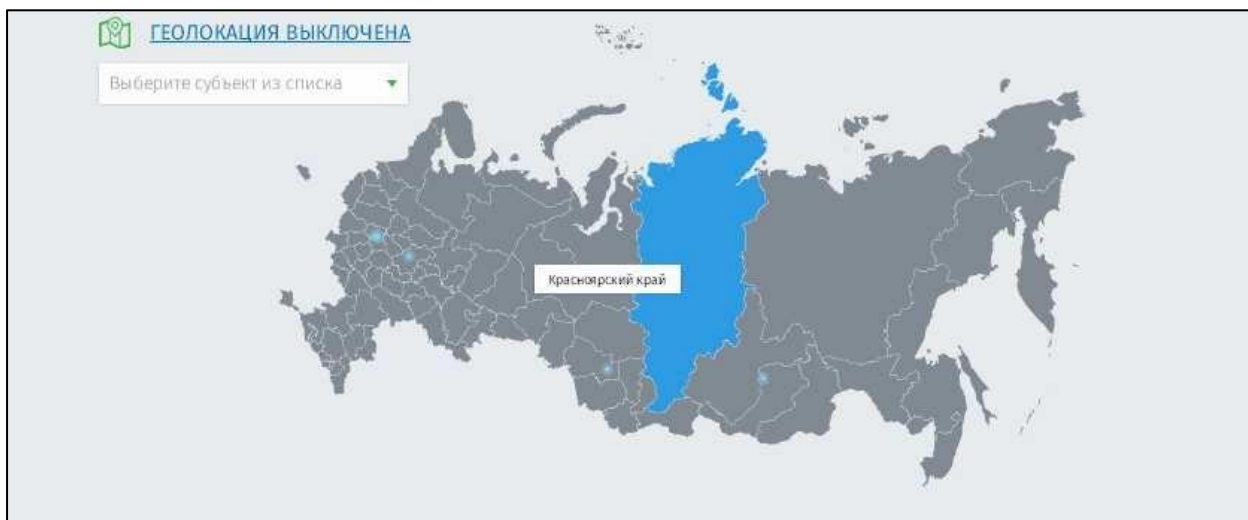 ГЕОЛОКАЦИЯ ВЫКЛЮЧЕНА
Выберите субъект из списка
Красноярский край